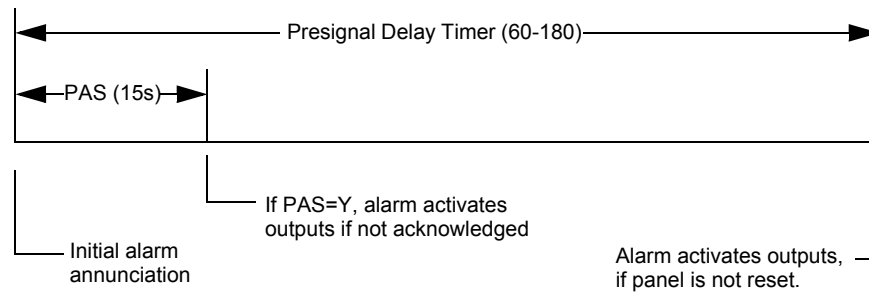 Presignal Delay Timer (60-180)
PAS (15s)
If PAS=Y, alarm activates
outputs if not acknowledged
Initial alarm
annunciation
Alarm activates outputs,
if panel is not reset.